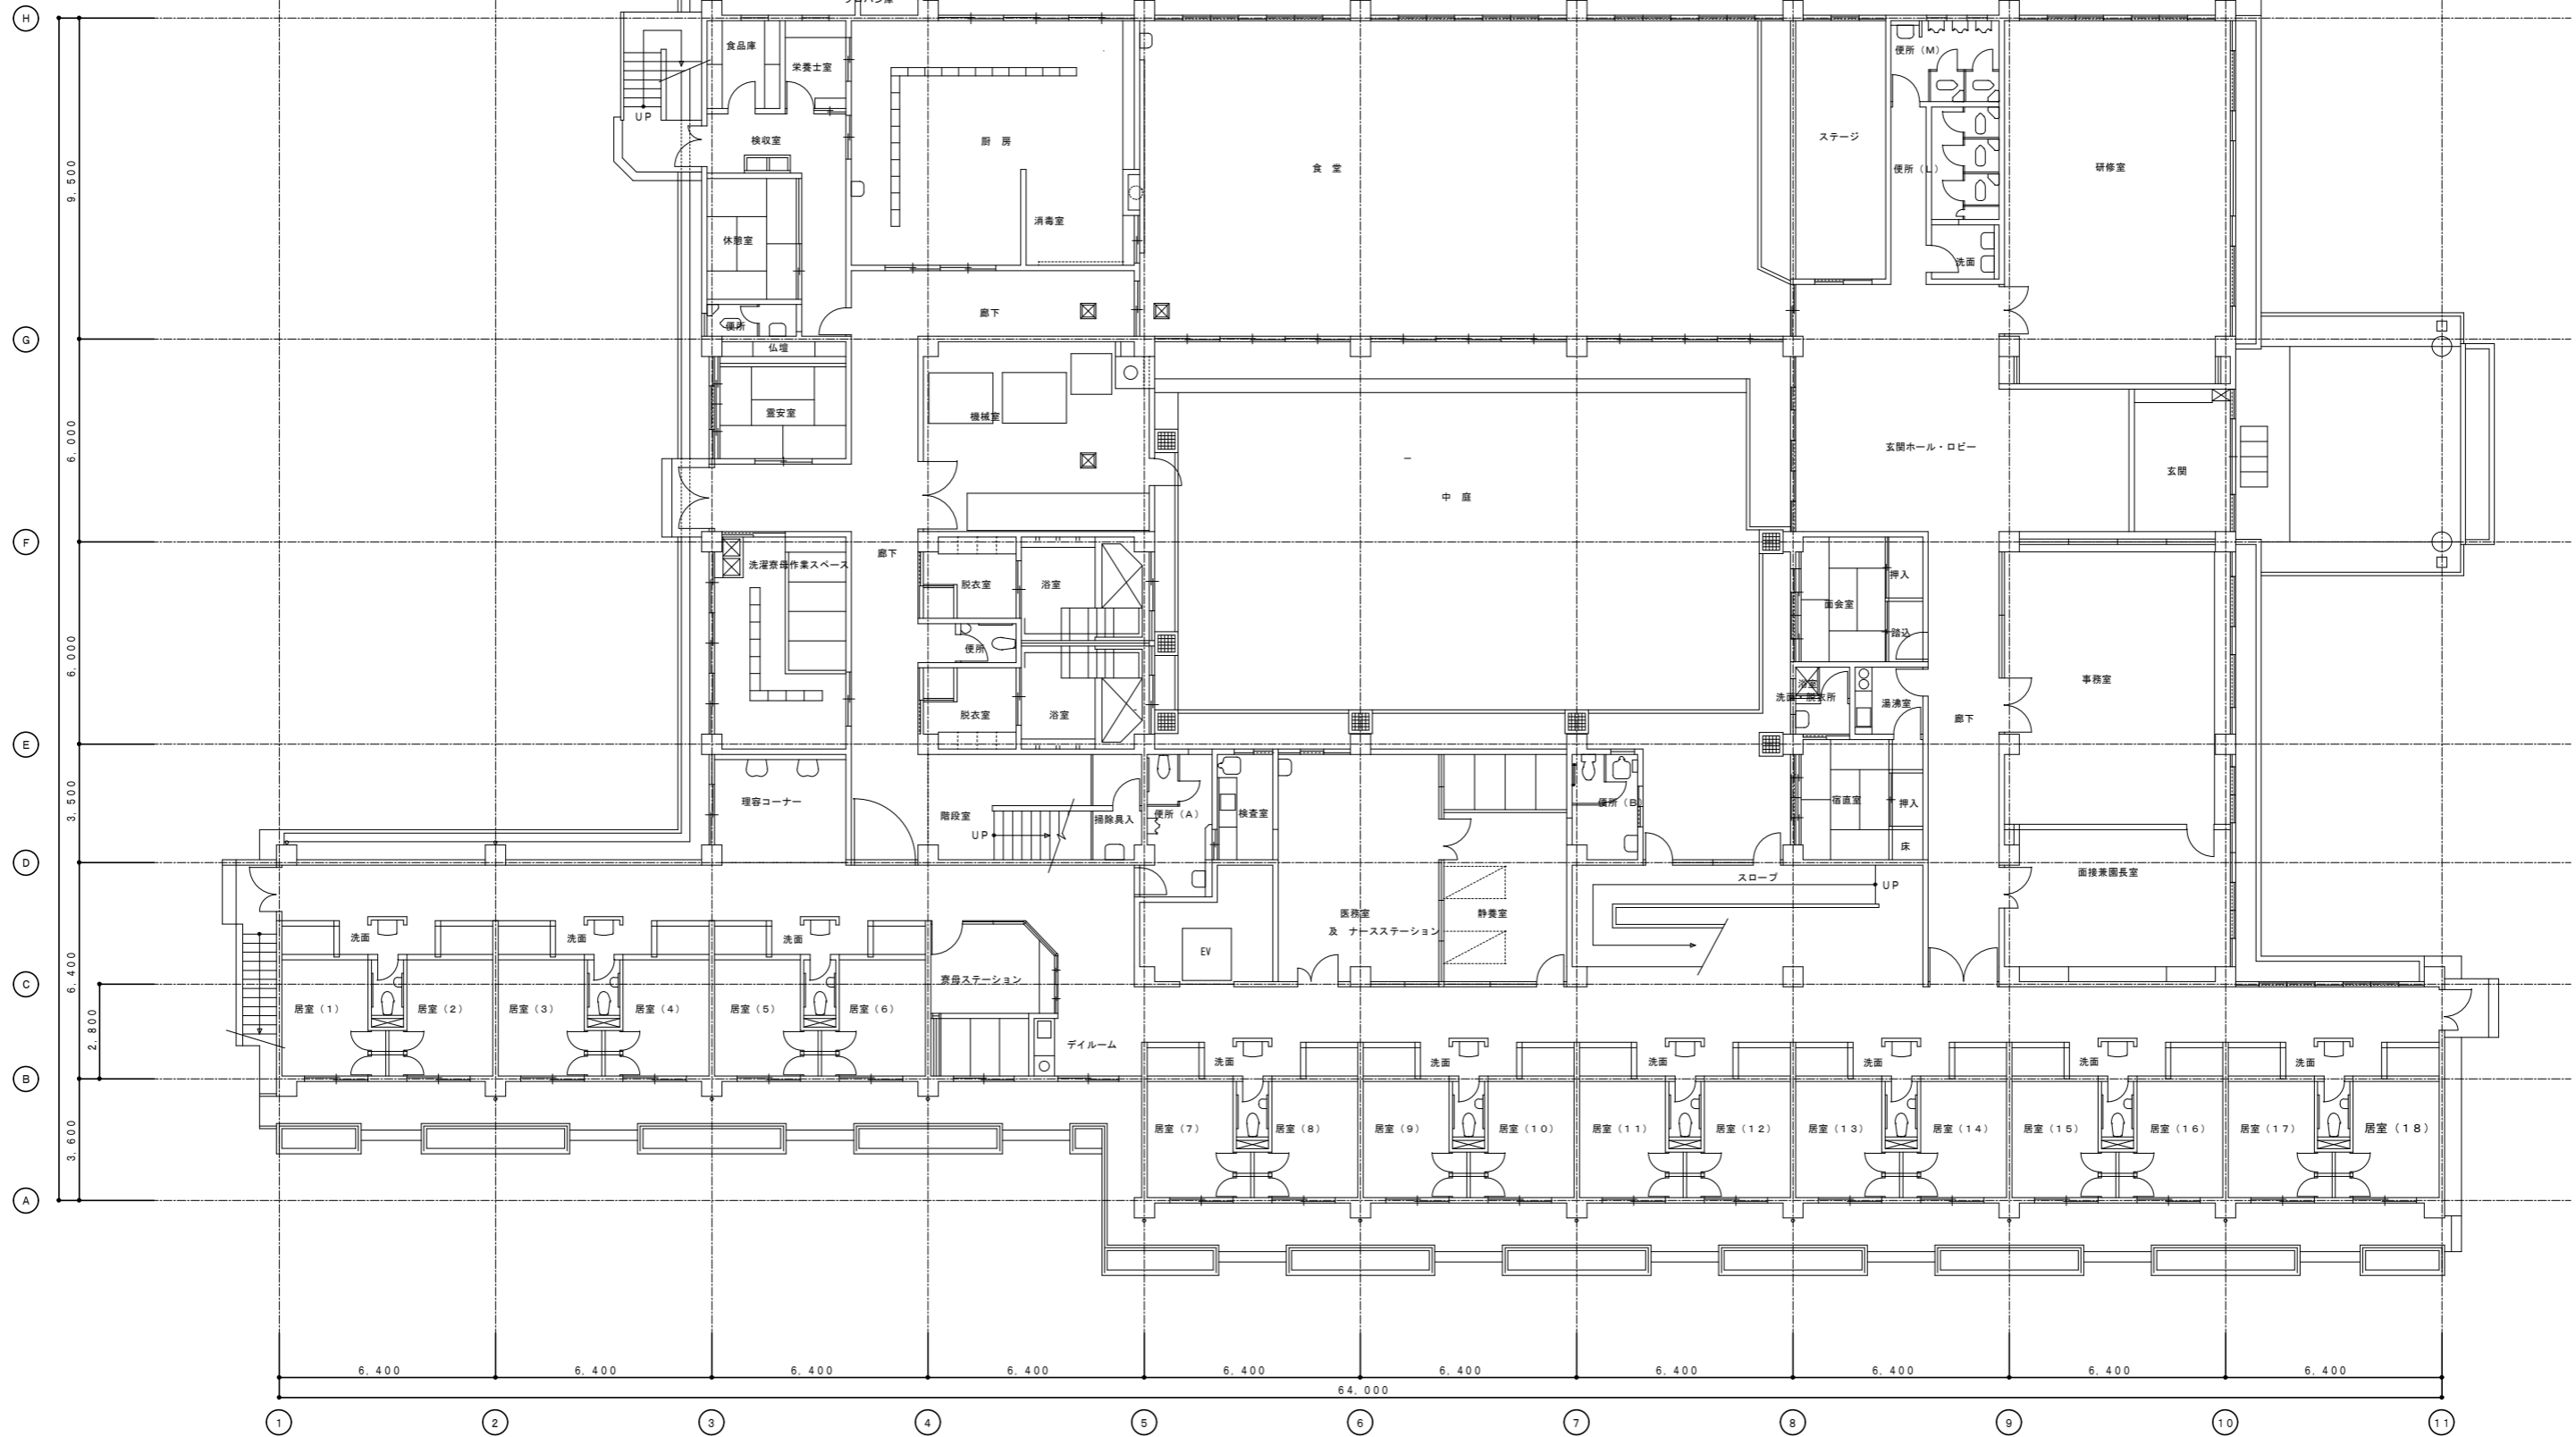 プロパン庫
H
食品庫
栄養士室
便所（M）
UP
検収室
厨 房
食 堂
ステージ
便所（L）
研修室
9,500
消毒室
休憩室
洗面
便所
廊下
G
仏壇
霊安室
機械室
6,000
玄関ホール・ロビー
玄関
中 庭
F
洗濯寮母作業スペース
廊下
脱衣室
浴室
面会室
押入
踏込
便所
6,000
脱衣室
浴室
浴室
洗面 脱衣所
湯沸室
廊下
事務室
E
3,500
理容コーナー
階段室
UP
掃除具入
便所（A）
検査室
便所（B）
宿直室
押入
床
D
スロープ
UP
面接兼園長室
洗面
洗面
洗面
医務室
及 ナースステーション
静養室
EV
6,400
寮母ステーション
C
居室（1）
居室（2）
居室（3）
居室（4）
居室（5）
居室（6）
2,800
デイルーム
洗面
洗面
洗面
洗面
洗面
洗面
B
3,600
居室（7）
居室（8）
居室（9）
居室（10）
居室（11）
居室（12）
居室（13）
居室（14）
居室（15）
居室（16）
居室（17）
居室（18）
A
6,400
6,400
6,400
6,400
6,400
6,400
6,400
6,400
6,400
6,400
64,000
1
2
3
4
5
6
7
8
9
10
11